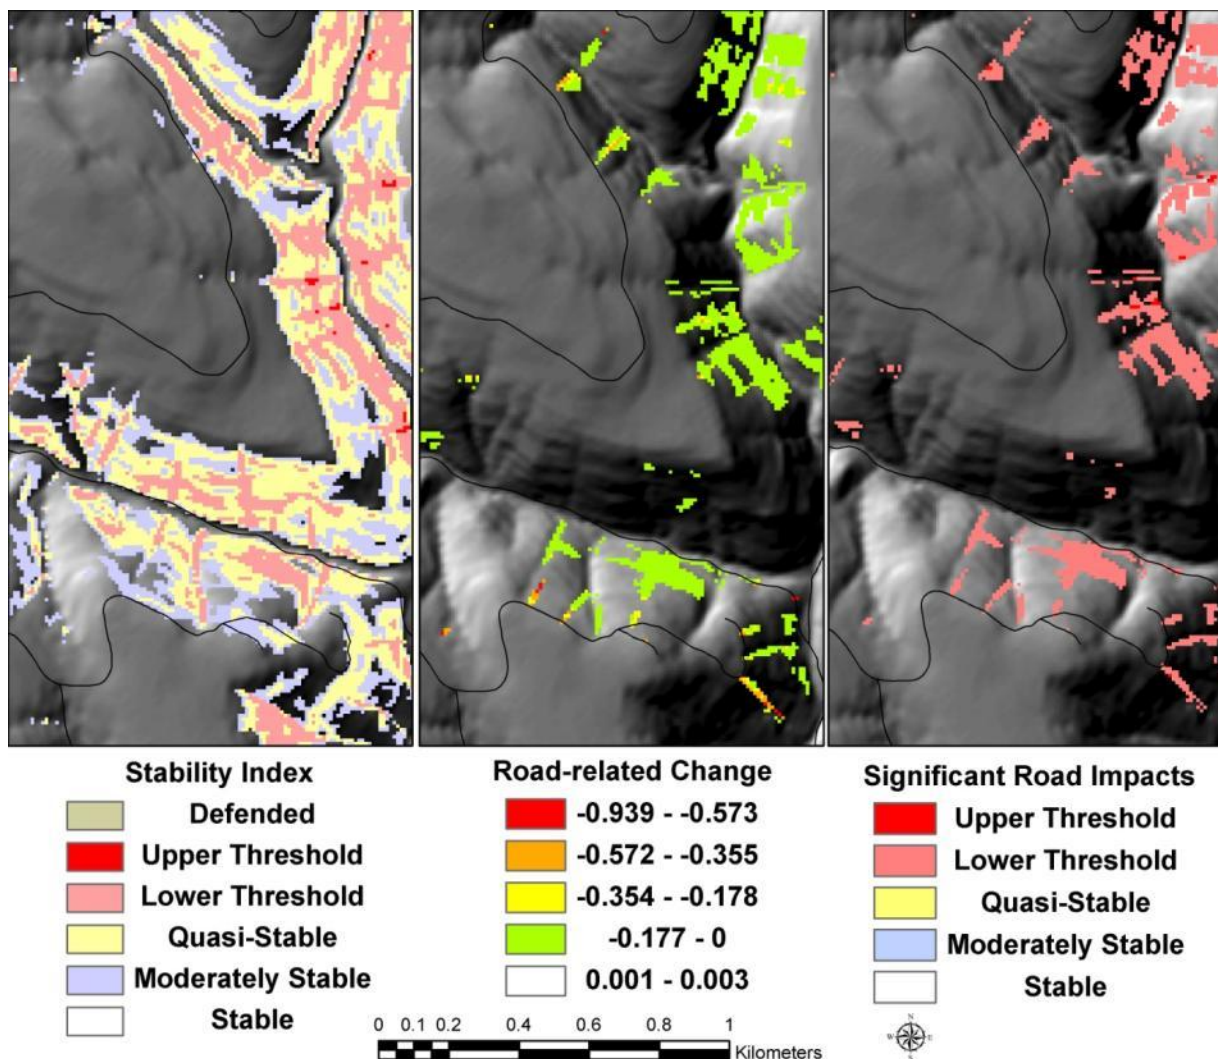 Stability Index
Defended
Upper Threshold
Lower Threshold
Quasi-Stable
Moderately Stable
Stable
Road-related Change
-0.939 - -0.573
-0.572 - -0.355
-0.354 - -0.178
-0.177 - 0
0.001 - 0.003
Significant Road Impacts
Upper Threshold
Lower Threshold
Quasi-Stable
Moderately Stable
Stable
0 0.1 0.2 0.4 0.6 0.8 1
Kilometers
N
W E
S